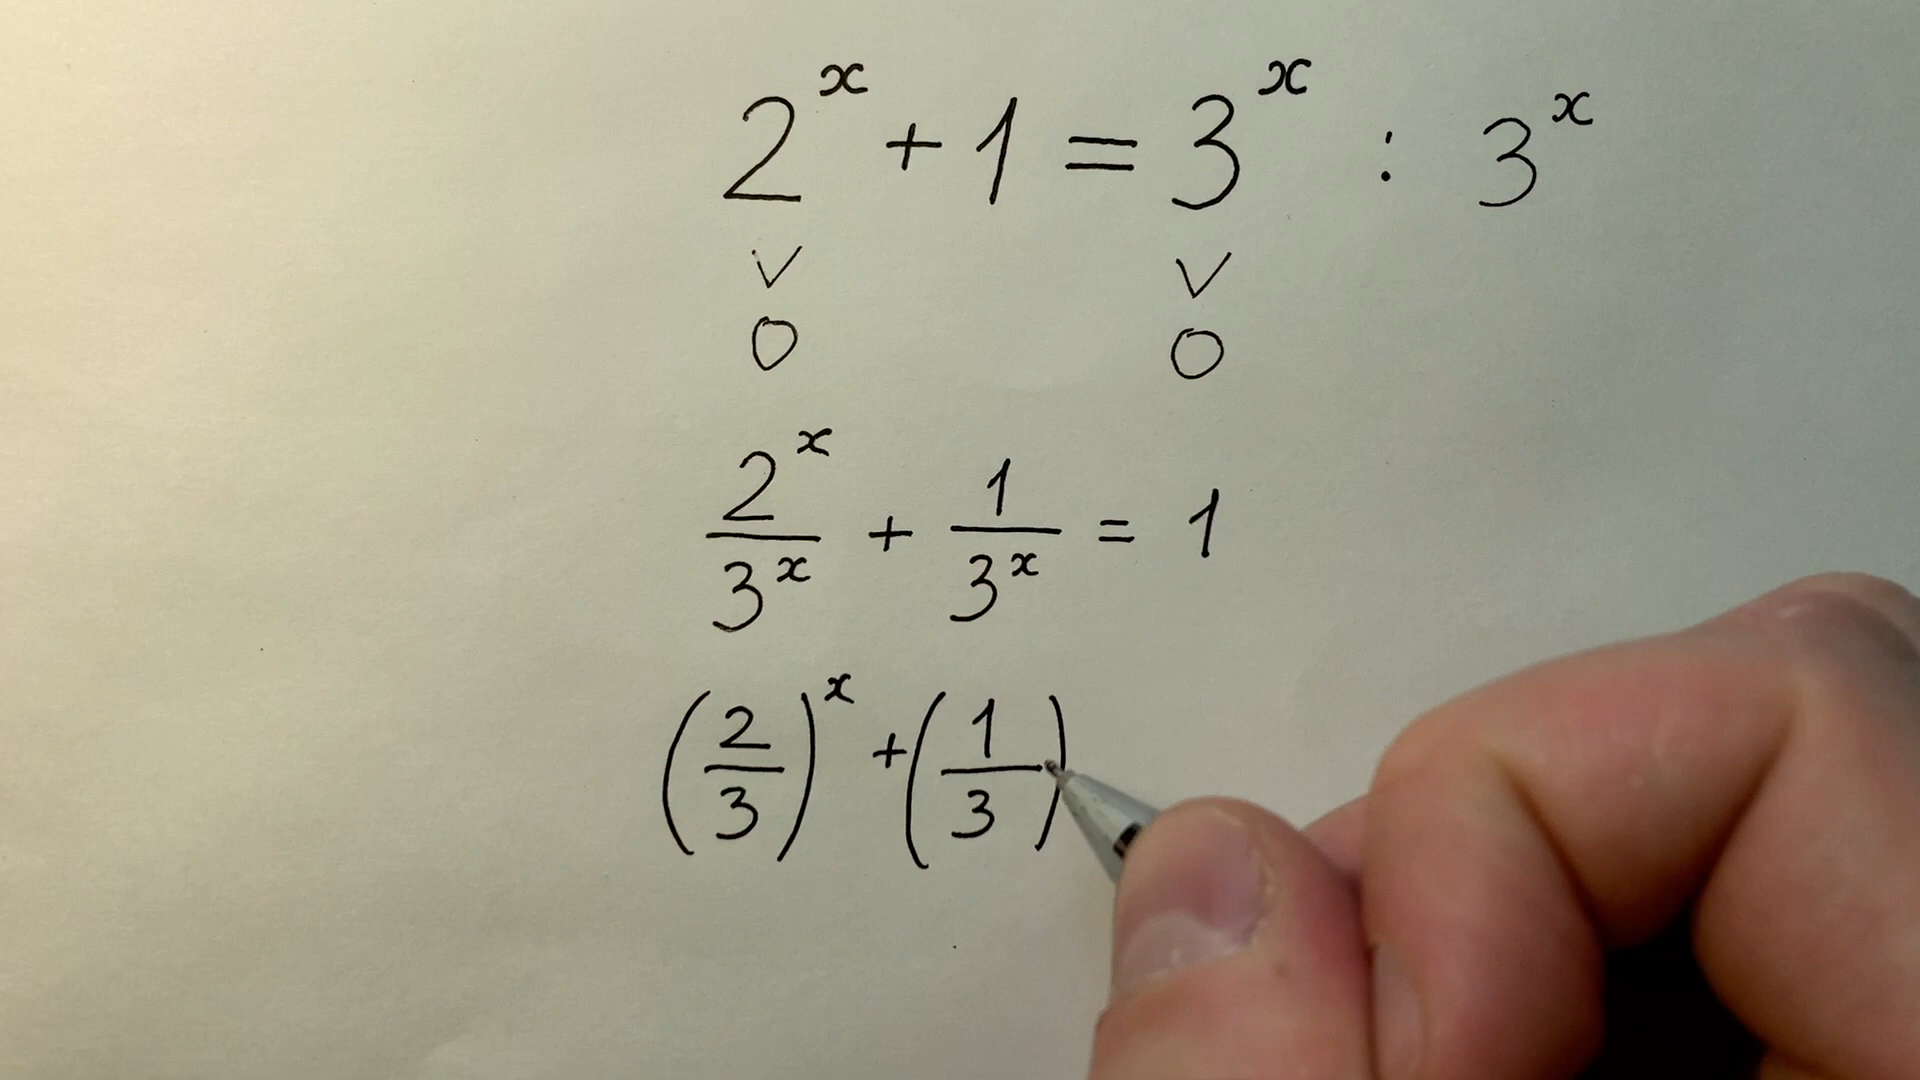 2^x + 1 = 3^x : 3^x
∨ ∨
0 0
2^x/3^x + 1/3^x = 1
(2/3)^x + (1/3)